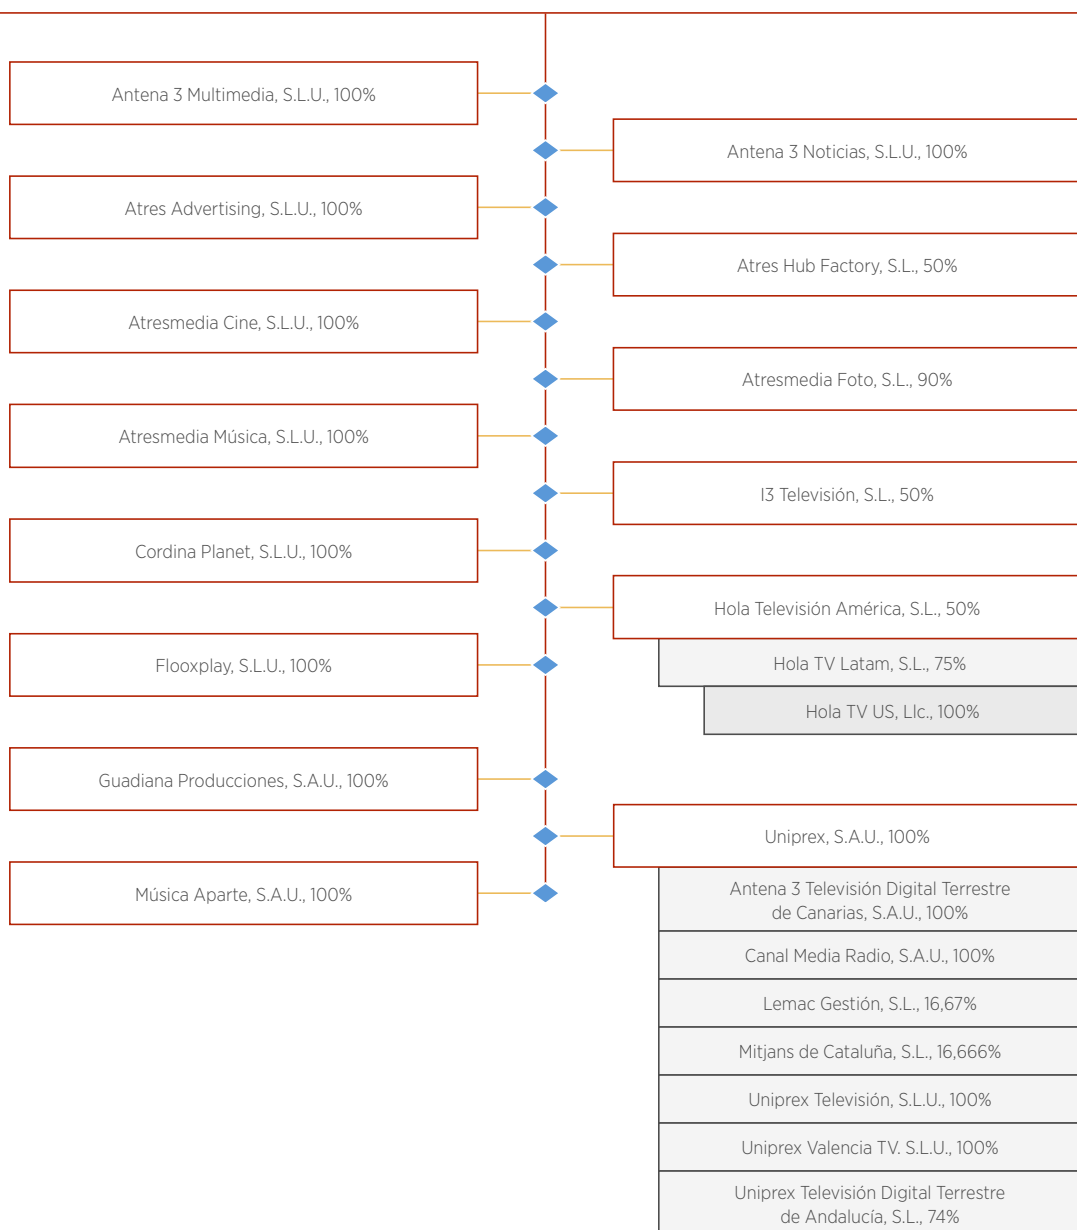 Antena 3 Multimedia, S.L.U., 100%
Antena 3 Noticias, S.L.U., 100%
Atres Advertising, S.L.U., 100%
Atres Hub Factory, S.L., 50%
Atresmedia Cine, S.L.U., 100%
Atresmedia Foto, S.L., 90%
Atresmedia Música, S.L.U., 100%
I3 Televisión, S.L., 50%
Cordina Planet, S.L.U., 100%
Hola Televisión América, S.L., 50%
Hola TV Latam, S.L., 75%
Hola TV US, Llc., 100%
Flooxplay, S.L.U., 100%
Guadiana Producciones, S.A.U., 100%
Uniprex, S.A.U., 100%
Antena 3 Televisión Digital Terrestre
de Canarias, S.A.U., 100%
Canal Media Radio, S.A.U., 100%
Lemac Gestión, S.L., 16,67%
Mitjans de Cataluña, S.L., 16,666%
Uniprex Televisión, S.L.U., 100%
Uniprex Valencia TV. S.L.U., 100%
Uniprex Televisión Digital Terrestre
de Andalucía, S.L., 74%
Música Aparte, S.A.U., 100%